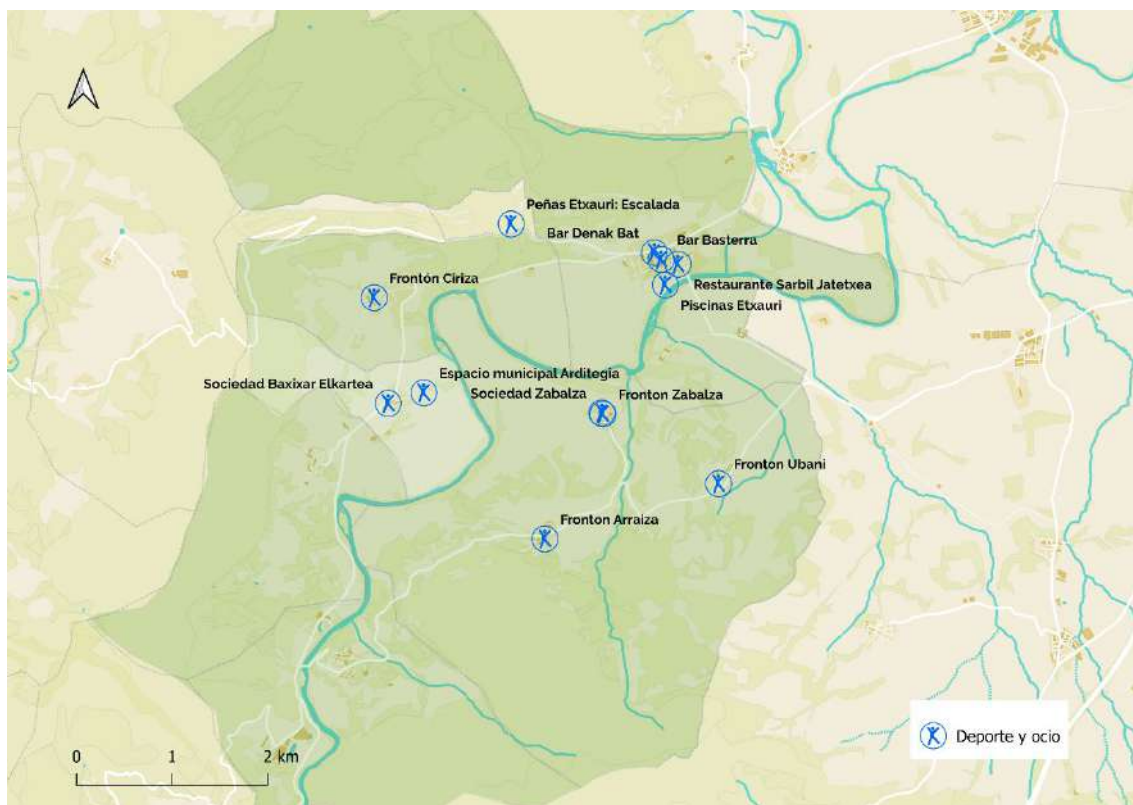 Peñas Etxauri: Escalada
Bar Denak Bat
Bar Basterra
Frontón Ciriza
Restaurante Sarbil Jatetxea
Piscinas Etxauri
Sociedad Baxixar Elkartea
Espacio municipal Arditegia
Sociedad Zabalza
Fronton Zabalza
Fronton Ubani
Fronton Arraiza
Deporte y ocio
0 1 2 km